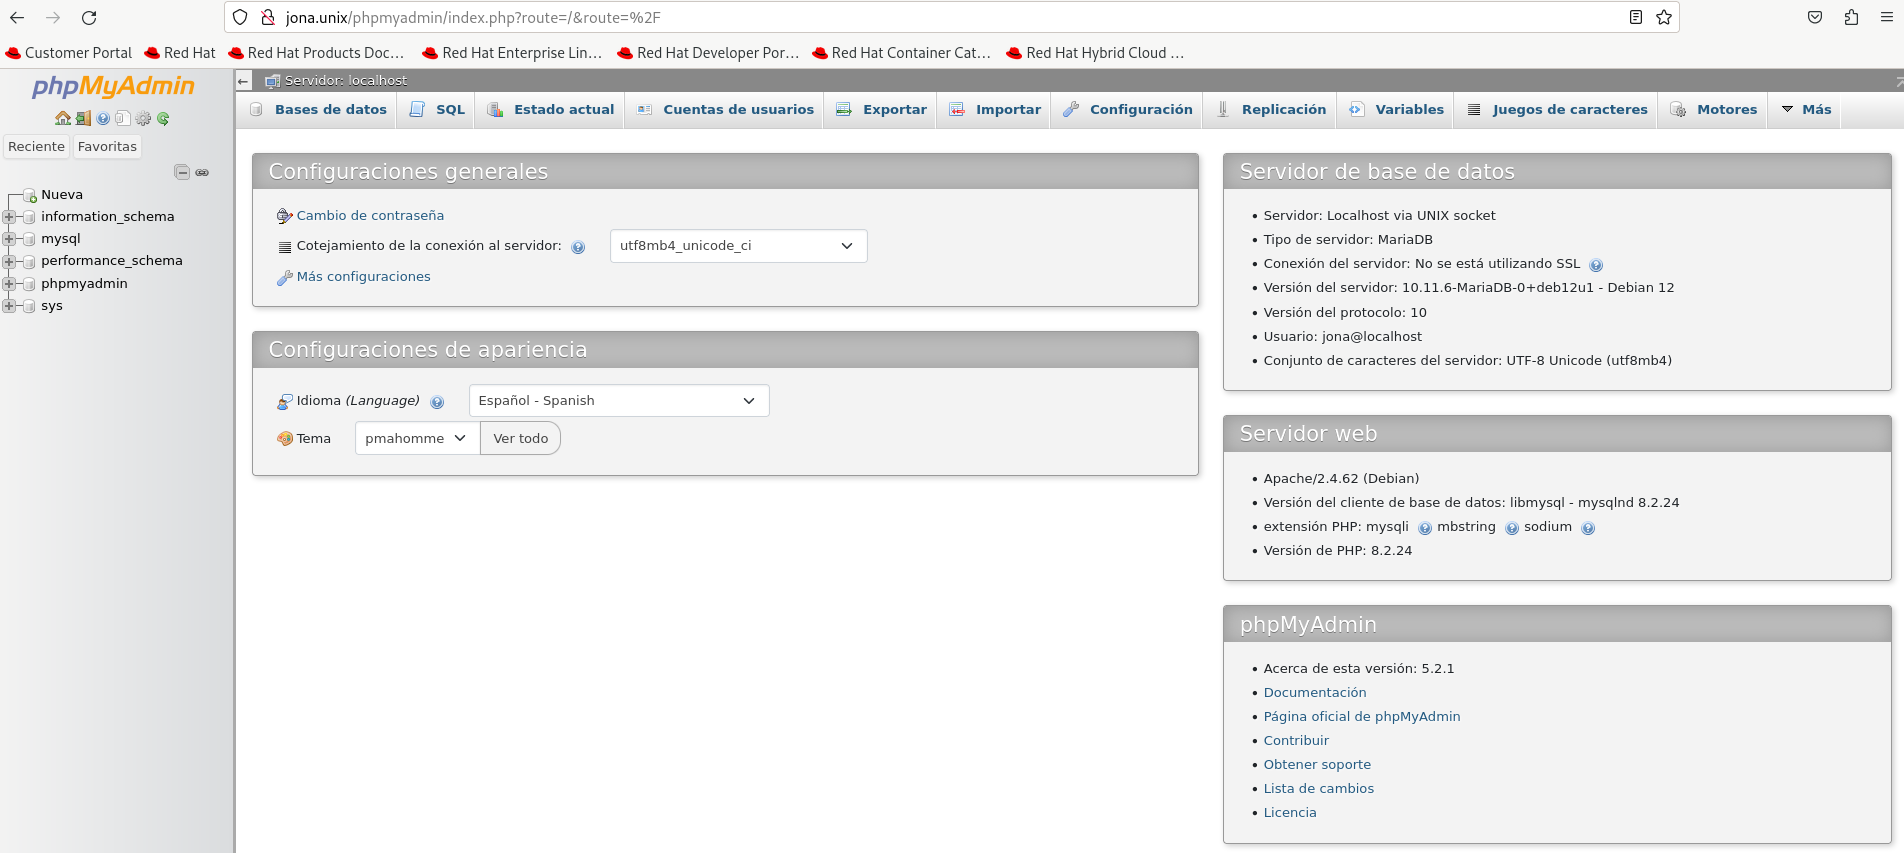 jona.unix/phpmyadmin/index.php?route=/&route=%2F
Customer Portal Red Hat Red Hat Products Doc… Red Hat Enterprise Lin… Red Hat Developer Por… Red Hat Container Cat… Red Hat Hybrid Cloud …
phpMyAdmin
Reciente Favoritas
Nueva
information_schema
mysql
performance_schema
phpmyadmin
sys
Servidor: localhost
Bases de datos SQL Estado actual Cuentas de usuarios Exportar Importar Configuración Replicación Variables Juegos de caracteres Motores Más
Configuraciones generales
Cambio de contraseña
Cotejamiento de la conexión al servidor: utf8mb4_unicode_ci
Más configuraciones
Configuraciones de apariencia
Idioma (Language) Español - Spanish
Tema pmahomme Ver todo
Servidor de base de datos
• Servidor: Localhost via UNIX socket
• Tipo de servidor: MariaDB
• Conexión del servidor: No se está utilizando SSL
• Versión del servidor: 10.11.6-MariaDB-0+deb12u1 - Debian 12
• Versión del protocolo: 10
• Usuario: jona@localhost
• Conjunto de caracteres del servidor: UTF-8 Unicode (utf8mb4)
Servidor web
• Apache/2.4.62 (Debian)
• Versión del cliente de base de datos: libmysql - mysqlnd 8.2.24
• extensión PHP: mysqli mbstring sodium
• Versión de PHP: 8.2.24
phpMyAdmin
• Acerca de esta versión: 5.2.1
• Documentación
• Página oficial de phpMyAdmin
• Contribuir
• Obtener soporte
• Lista de cambios
• Licencia